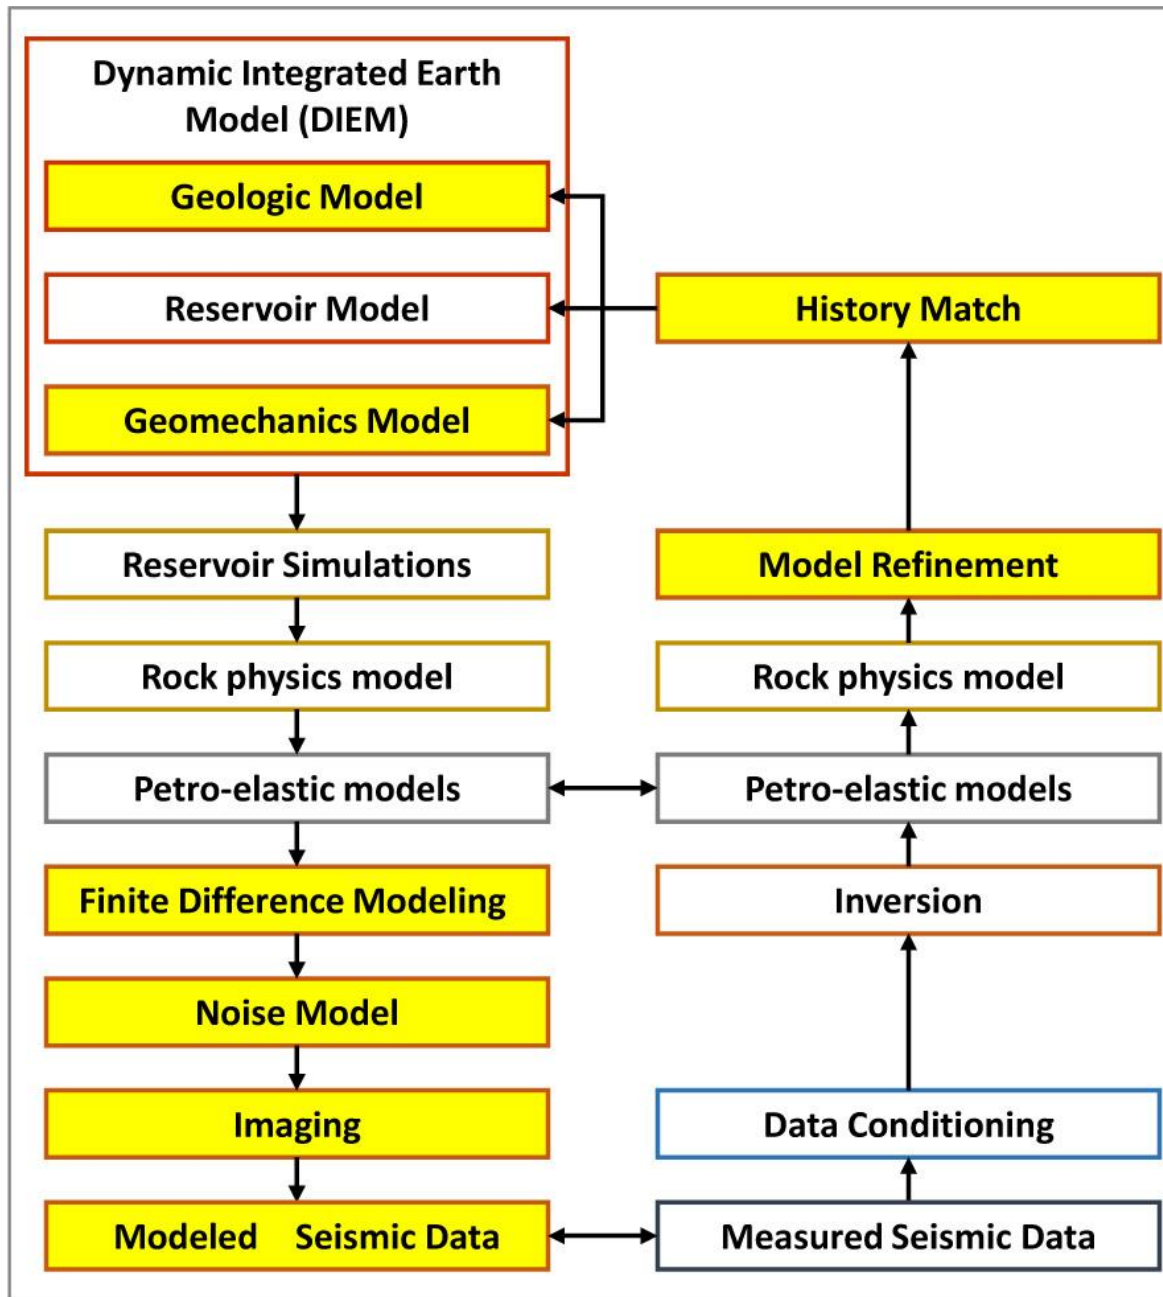 Dynamic Integrated Earth
Model (DIEM)
Geologic Model
Reservoir Model
Geomechanics Model
Reservoir Simulations
Rock physics model
Petro-elastic models
Finite Difference Modeling
Noise Model
Imaging
Modeled Seismic Data
History Match
Model Refinement
Rock physics model
Petro-elastic models
Inversion
Data Conditioning
Measured Seismic Data